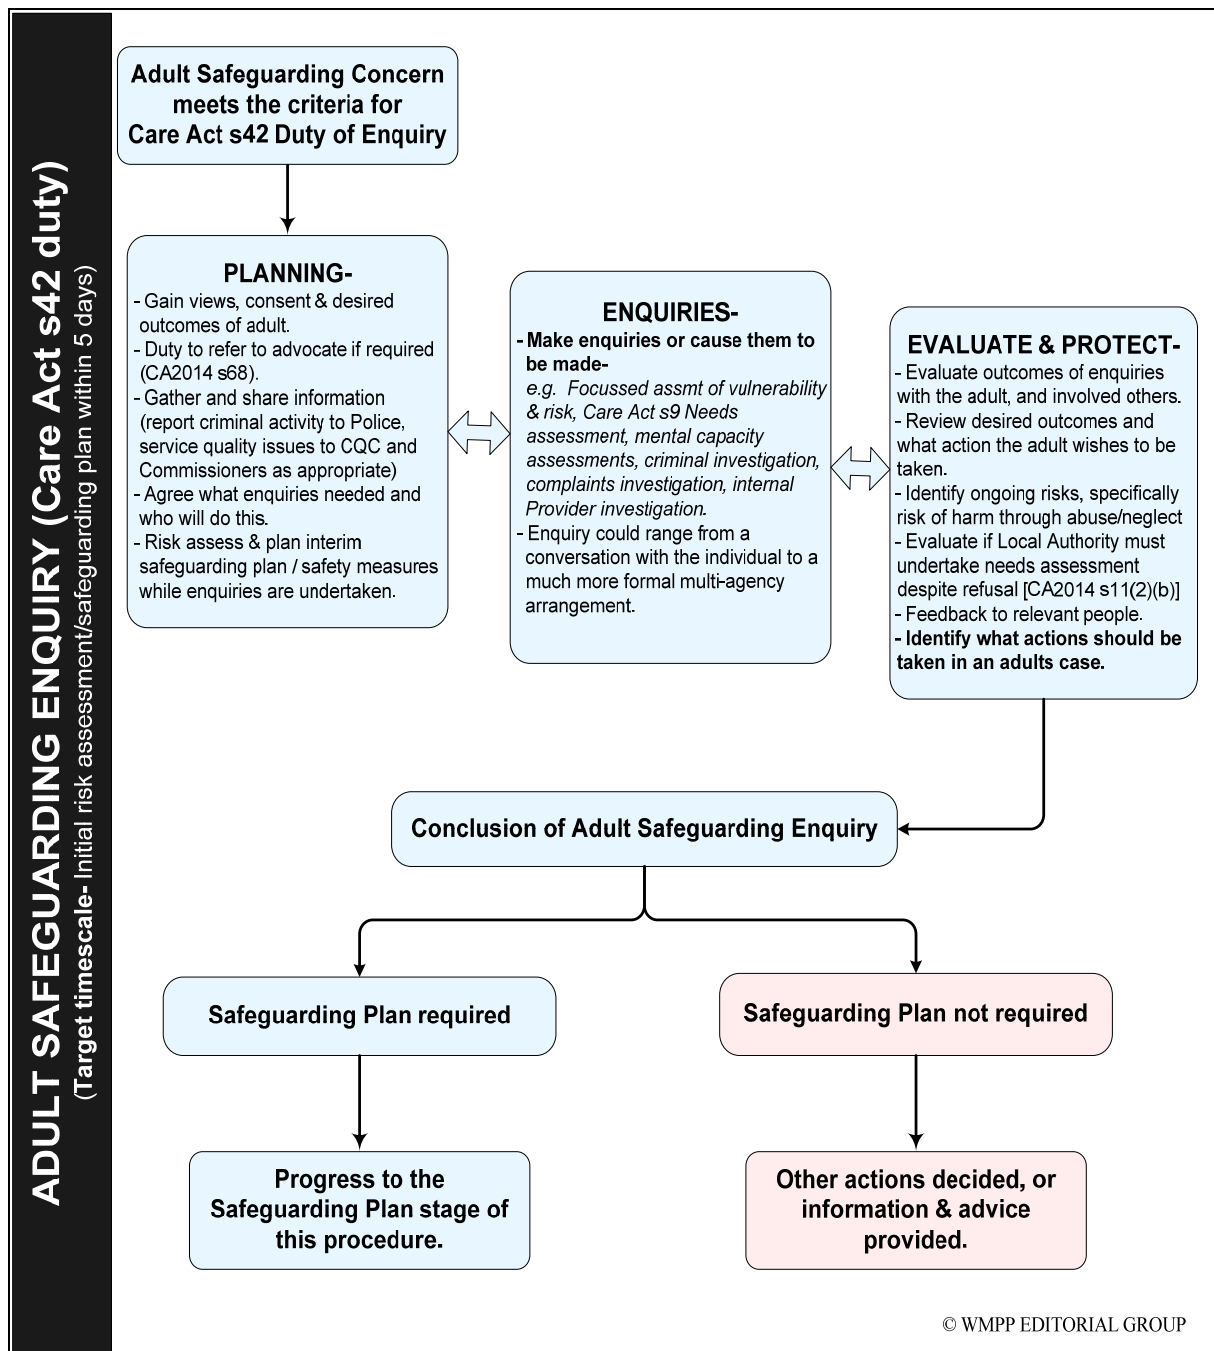 ADULT SAFEGUARDING ENQUIRY (Care Act s42 duty)
(Target timescale- Initial risk assessment/safeguarding plan within 5 days)
Adult Safeguarding Concern
meets the criteria for
Care Act s42 Duty of Enquiry
PLANNING-
- Gain views, consent & desired
outcomes of adult.
- Duty to refer to advocate if required
(CA2014 s68).
- Gather and share information
(report criminal activity to Police,
service quality issues to CQC and
Commissioners as appropriate)
- Agree what enquiries needed and
who will do this.
- Risk assess & plan interim
safeguarding plan / safety measures
while enquiries are undertaken.
ENQUIRIES-
- Make enquiries or cause them to
be made-
e.g. Focussed assmt of vulnerability
& risk, Care Act s9 Needs
assessment, mental capacity
assessments, criminal investigation,
complaints investigation, internal
Provider investigation.
- Enquiry could range from a
conversation with the individual to a
much more formal multi-agency
arrangement.
EVALUATE & PROTECT-
- Evaluate outcomes of enquiries
with the adult, and involved others.
- Review desired outcomes and
what action the adult wishes to be
taken.
- Identify ongoing risks, specifically
risk of harm through abuse/neglect
- Evaluate if Local Authority must
undertake needs assessment
despite refusal [CA2014 s11(2)(b)]
- Feedback to relevant people.
- Identify what actions should be
taken in an adults case.
Conclusion of Adult Safeguarding Enquiry
Safeguarding Plan required
Safeguarding Plan not required
Progress to the
Safeguarding Plan stage of
this procedure.
Other actions decided, or
information & advice
provided.
© WMPP EDITORIAL GROUP